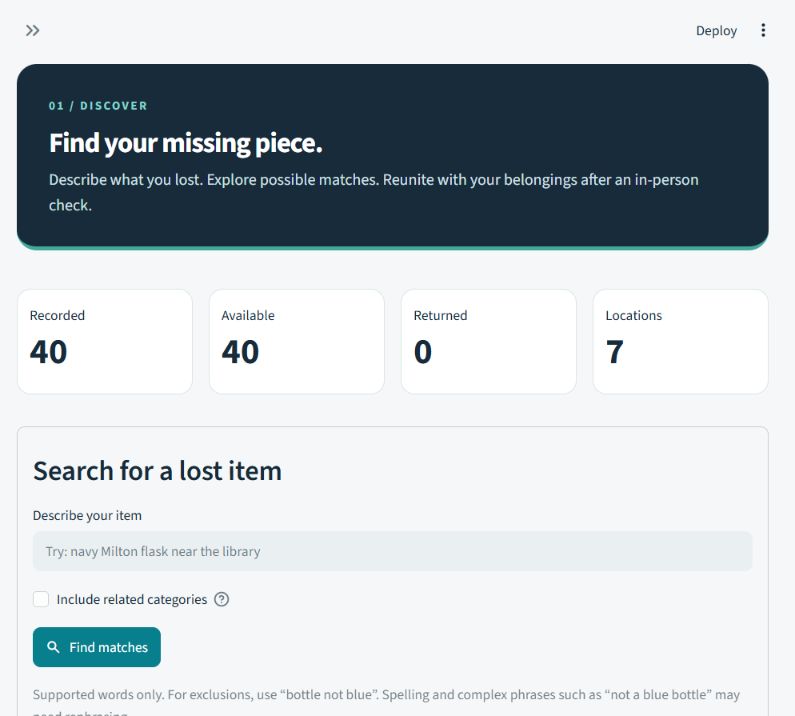 Deploy
01 / DISCOVER
Find your missing piece.
Describe what you lost. Explore possible matches. Reunite with your belongings after an in-person
check.
Recorded
40
Available
40
Returned
0
Locations
7
Search for a lost item
Describe your item
Try: navy Milton flask near the library
Include related categories
Find matches
Supported words only. For exclusions, use “bottle not blue”. Spelling and complex phrases such as “not a blue bottle” may
need rephrasing.